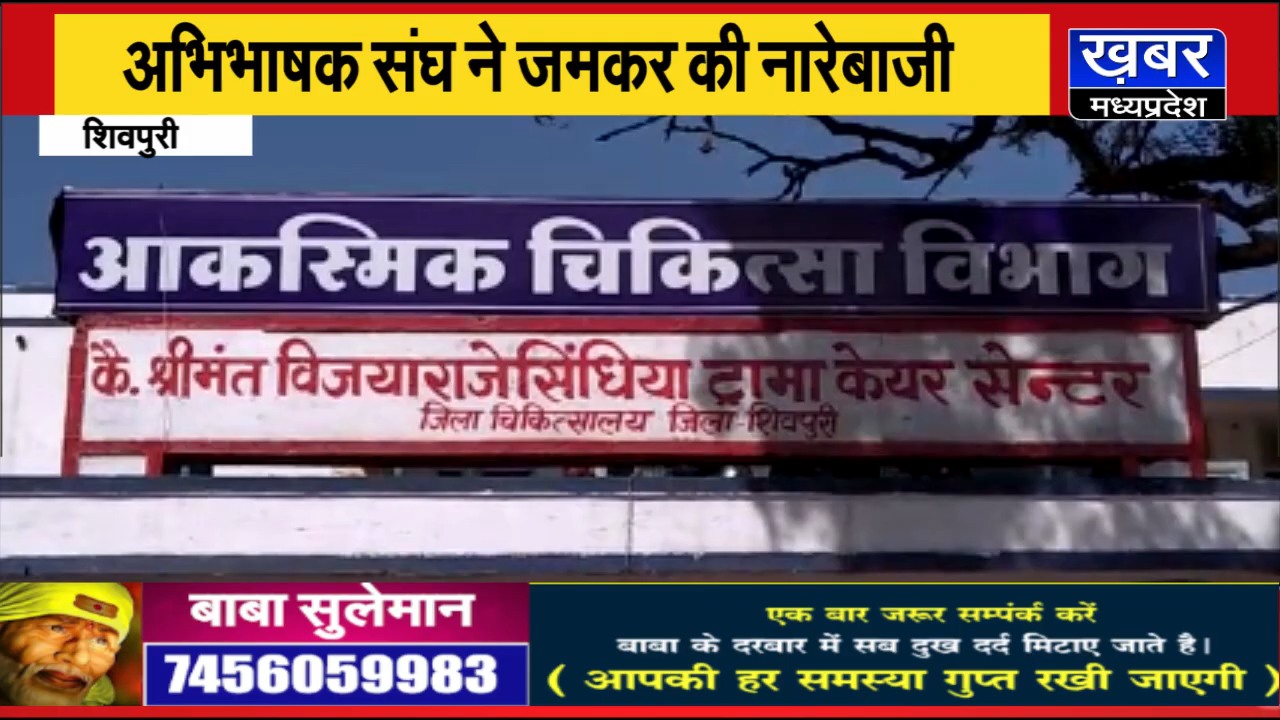 अभिभाषक संघ ने जमकर की नारेबाजी
ख़बर
मध्यप्रदेश
शिवपुरी
आकस्मिक चिकित्सा विभाग
कै. श्रीमंत विजयाराजेसिंधिया ट्रामा केयर सेन्टर
जिला चिकित्सालय जिला-शिवपुरी
बाबा सुलेमान
7456059983
एक बार जरूर सम्पंर्क करें
बाबा के दरबार में सब दुख दर्द मिटाए जाते है।
( आपकी हर समस्या गुप्त रखी जाएगी )